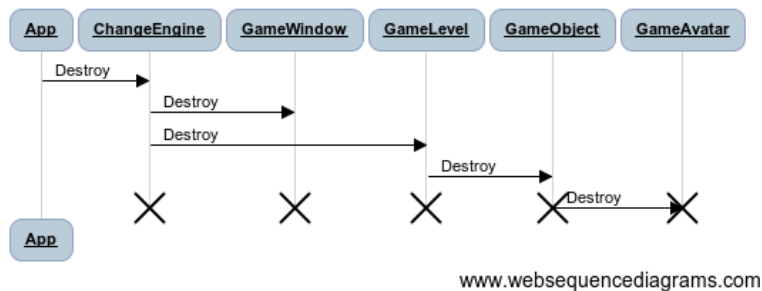 App ChangeEngine GameWindow GameLevel GameObject GameAvatar
Destroy
Destroy
Destroy
Destroy
Destroy
App
www.websequencediagrams.com